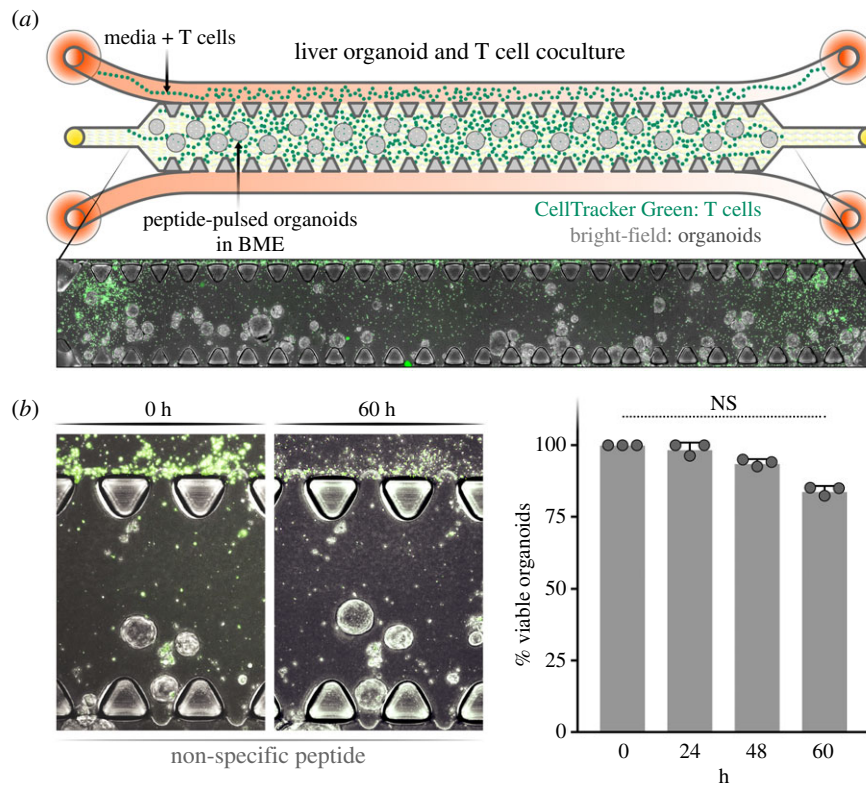 (a)
media + T cells
liver organoid and T cell coculture
peptide-pulsed organoids
in BME
CellTracker Green: T cells
bright-field: organoids
(b)
0 h
60 h
non-specific peptide
NS
100
75
50
25
0
% viable organoids
0 24 48 60
h